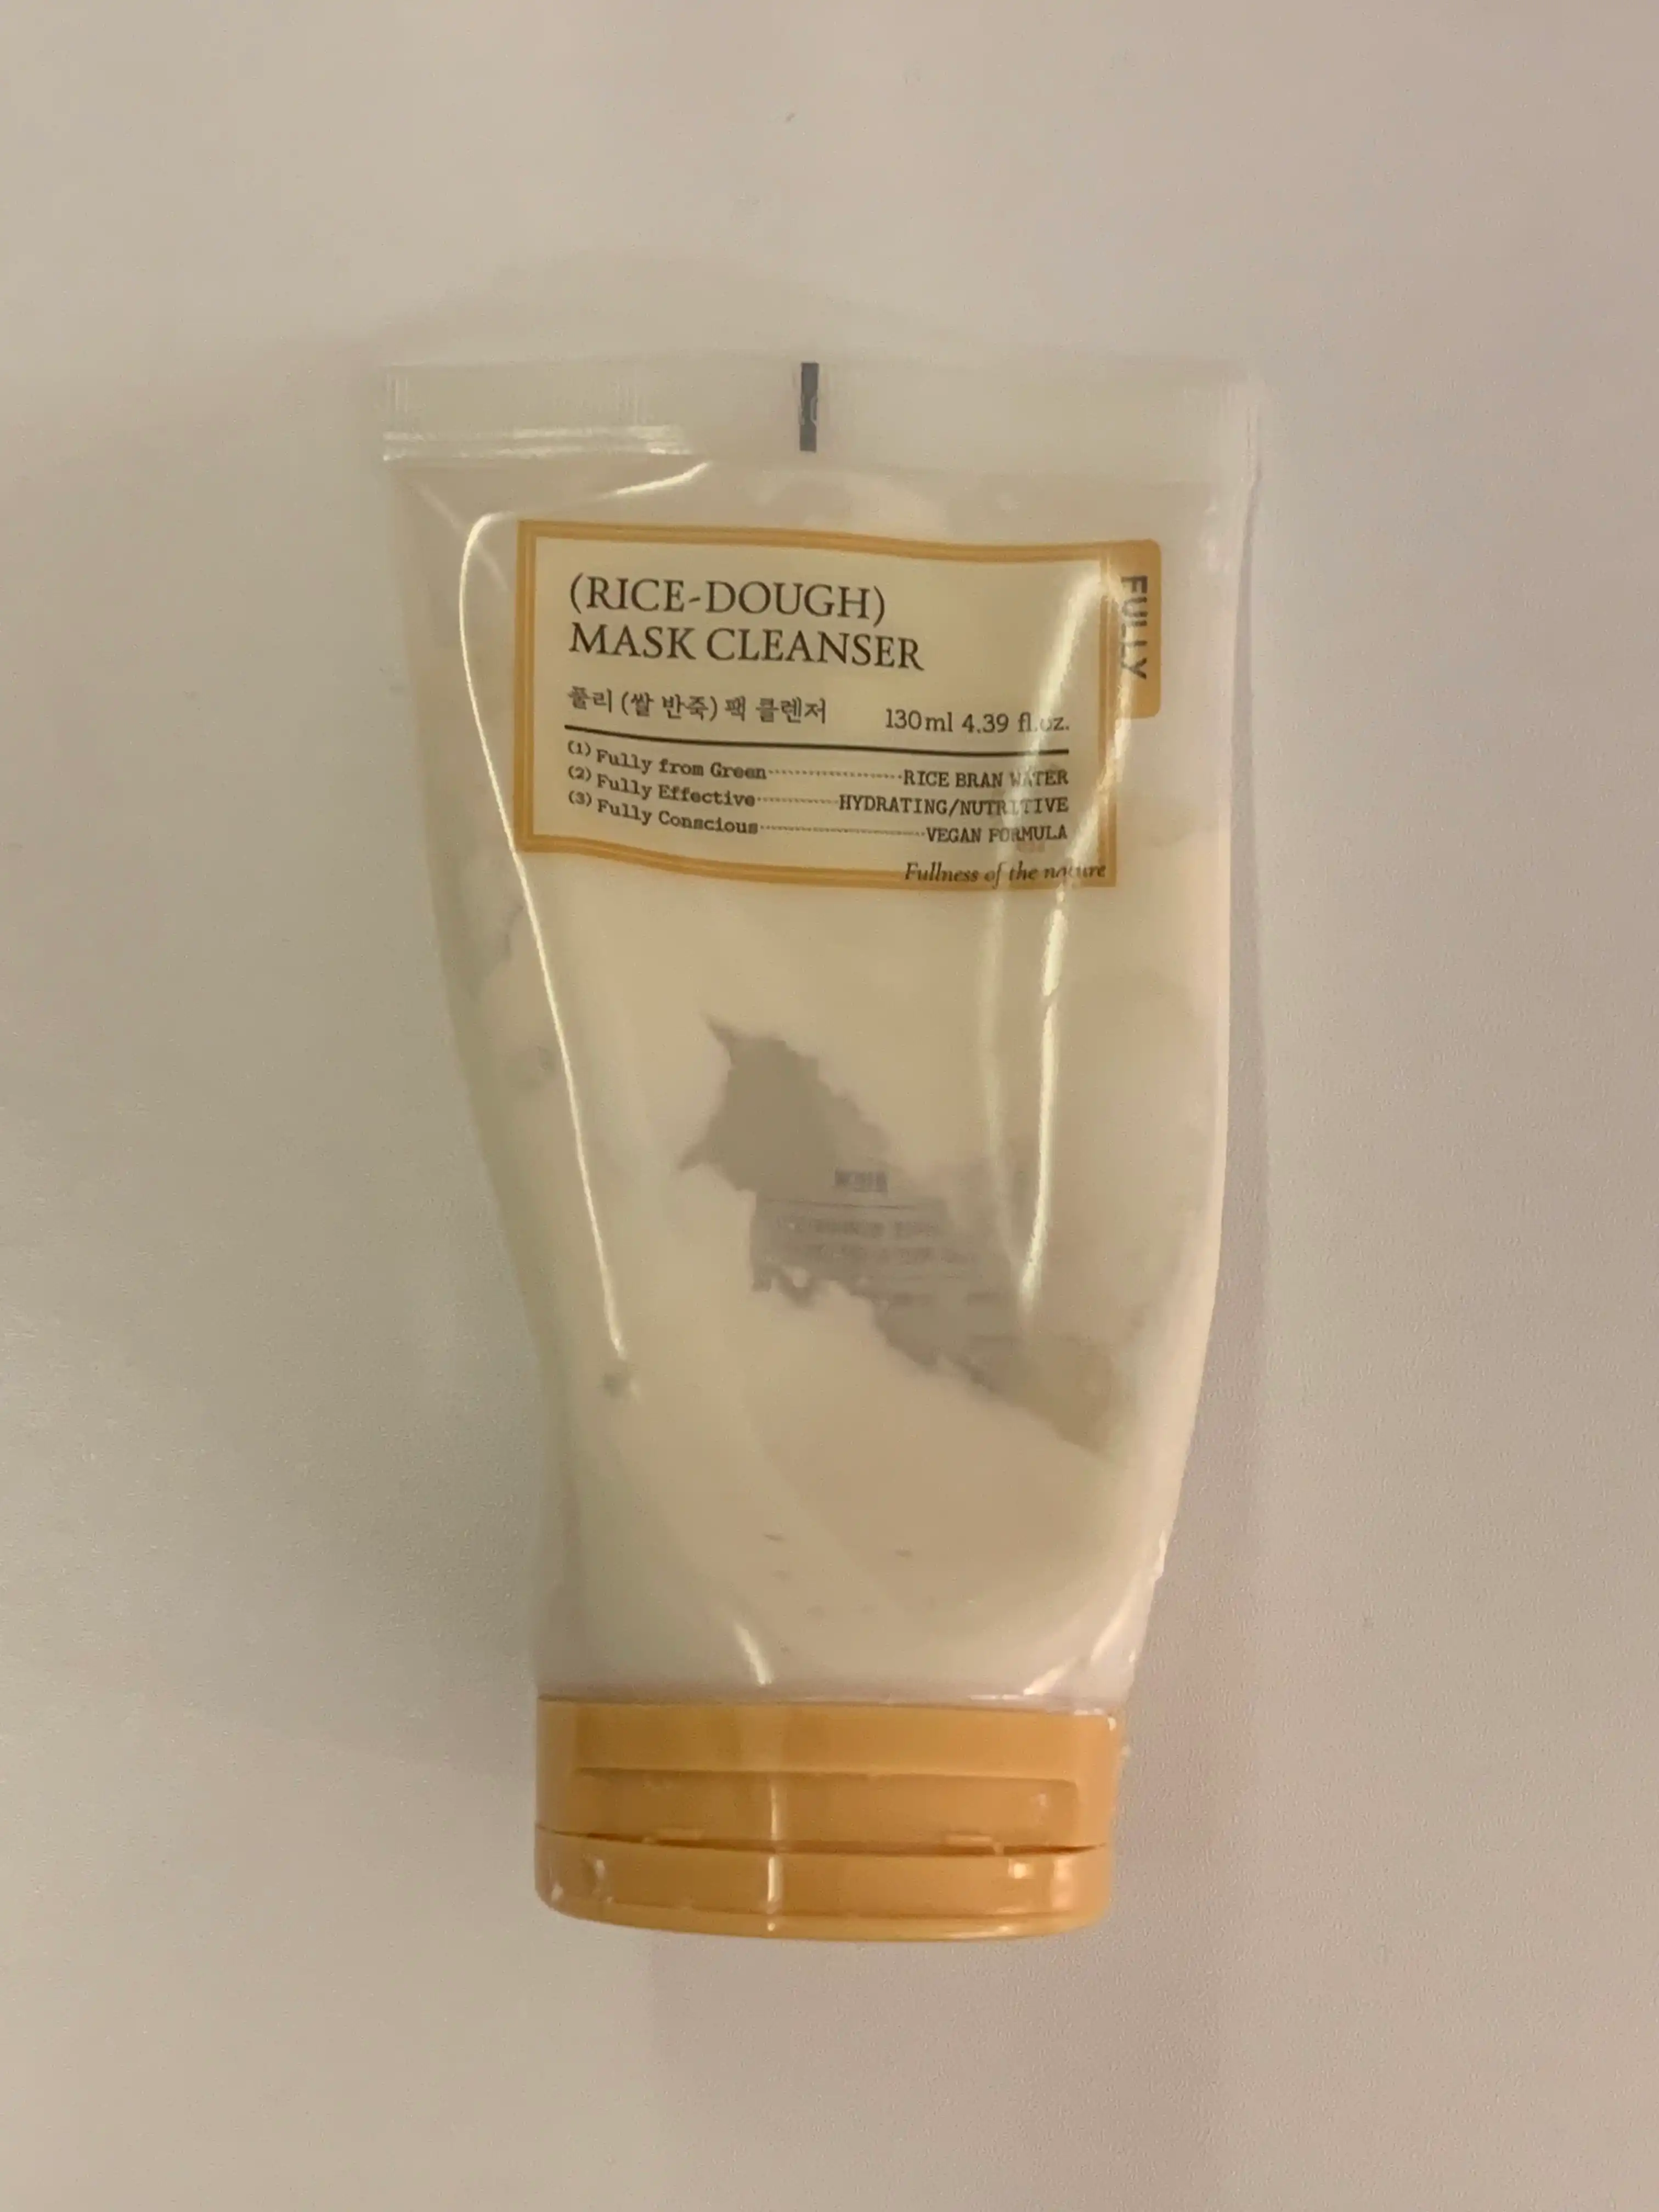 (RICE-DOUGH)
MASK CLEANSER
풀리 (쌀 반죽) 팩 클렌저 130ml 4.39 fl.oz.
(1) Fully from Green RICE BRAN WATER
(2) Fully Effective HYDRATING/NUTRITIVE
(3) Fully Conscious VEGAN FORMULA
Fullness of the nature
FULLY